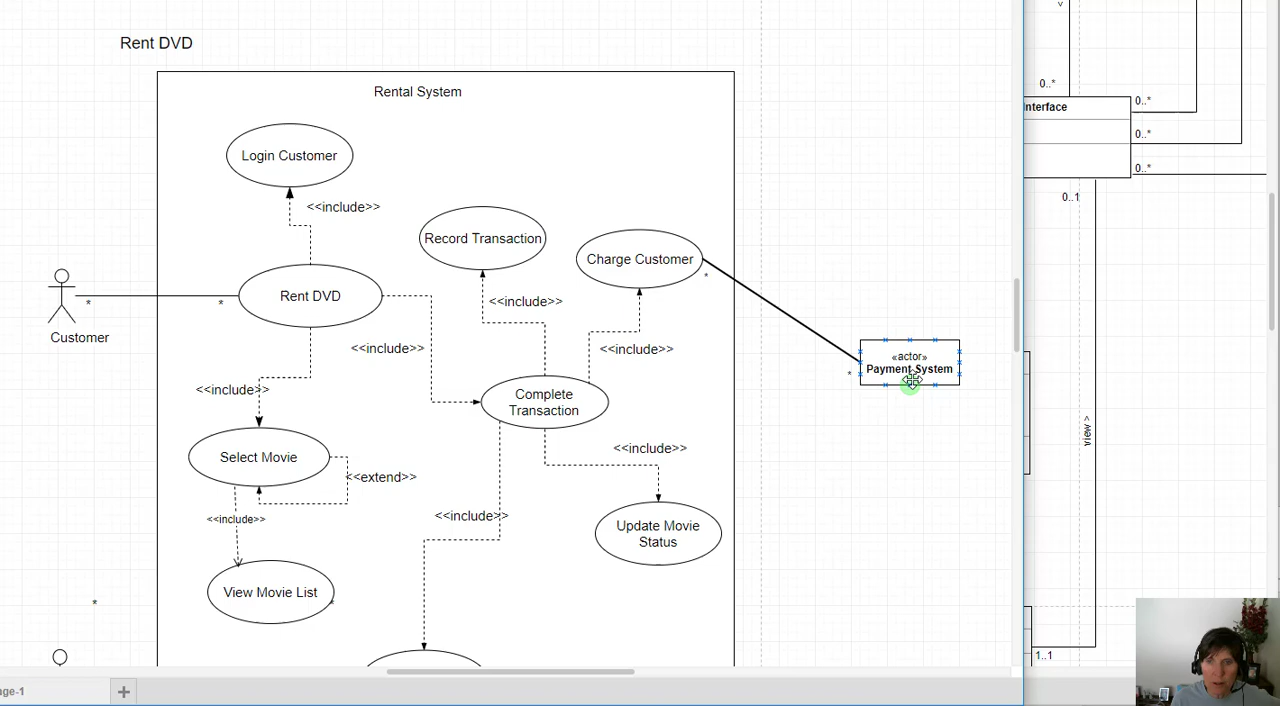 Rent DVD
Rental System
Login Customer
<<include>>
Record Transaction
Charge Customer
Rent DVD
*
*
Customer
<<include>>
<<include>>
<<include>>
*
*
«actor»
Payment System
<<include>>
Complete
Transaction
<<include>>
Select Movie
<<extend>>
<<include>>
<<include>>
Update Movie
Status
View Movie List
*
*
age-1
0..*
Interface
0..*
0..*
0..*
0..1
view >
1..1